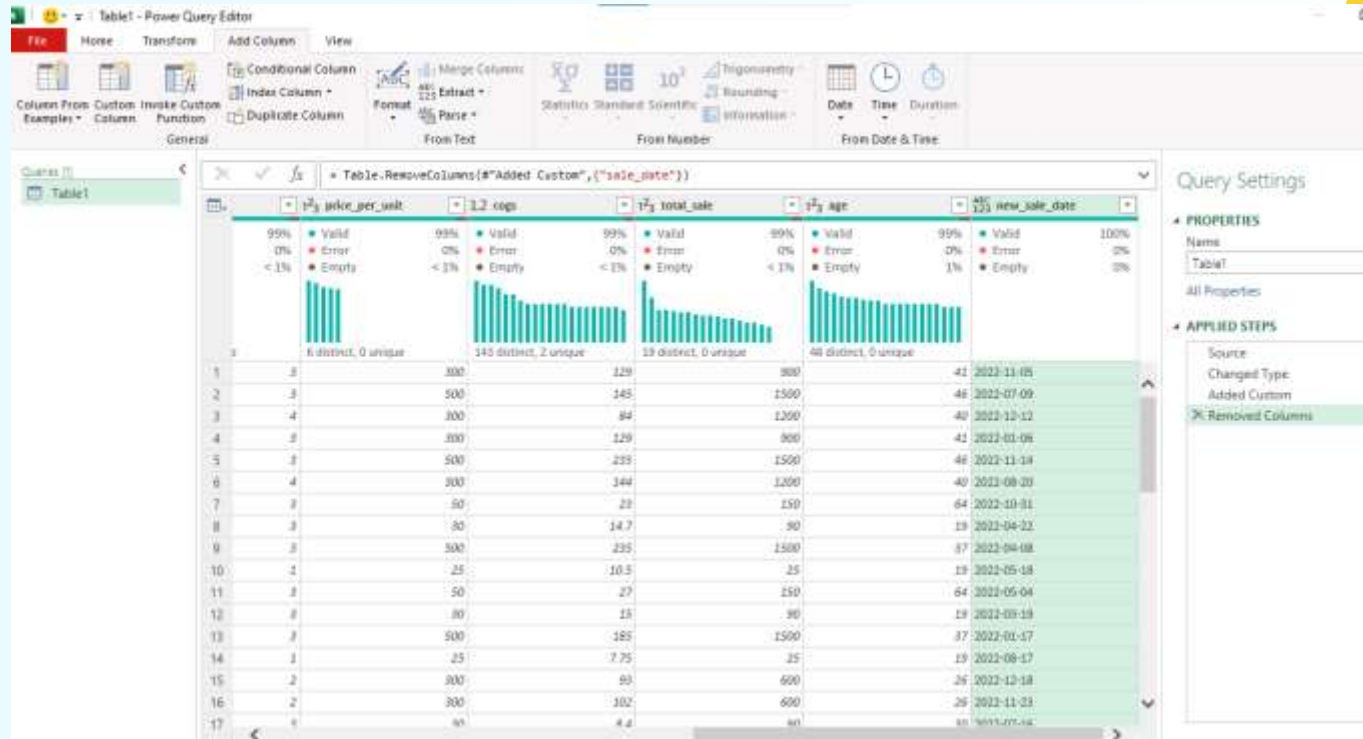 Table1 - Power Query Editor
File Home Transform Add Column View
Column From Examples Custom Column Invoke Custom Function
Conditional Column
Index Column
Duplicate Column
General
Format
Merge Columns
Extract
Parse
From Text
Statistics Standard Scientific
Trigonometry
Rounding
Information
From Number
Date Time Duration
From Date & Time
Queries [1]
Table1
= Table.RemoveColumns(#"Added Custom",{"sale_date"})
price_per_unit 1.2 cogs total_sale age new_sale_date
99% Valid 99% Valid 99% Valid 99% Valid 99% Valid 100%
0% Error 0% Error 0% Error 0% Error 0% Error 0%
< 1% Empty < 1% Empty < 1% Empty < 1% Empty 1% Empty 0%
6 distinct, 0 unique distinct, 2 unique distinct, 0 unique 48 distinct, 0 unique
1 3 300 129 900 41 2022-11-05
2 3 500 145 1500 46 2022-07-09
3 4 300 84 1200 40 2022-12-12
4 3 300 129 900 41 2022-01-06
5 3 500 235 1500 46 2022-11-14
6 4 300 144 1200 40 2022-08-20
7 3 50 23 150 64 2022-10-31
8 3 30 14.7 90 19 2022-04-22
9 3 500 235 1500 37 2022-04-08
10 1 25 10.5 25 19 2022-05-18
11 3 50 27 150 64 2022-05-04
12 3 30 15 90 19 2022-03-19
13 3 500 185 1500 37 2022-01-17
14 1 25 7.75 25 19 2022-08-17
15 2 300 93 600 26 2022-12-18
16 2 300 102 600 26 2022-11-23
17
Query Settings
PROPERTIES
Name
Table1
All Properties
APPLIED STEPS
Source
Changed Type
Added Custom
Removed Columns